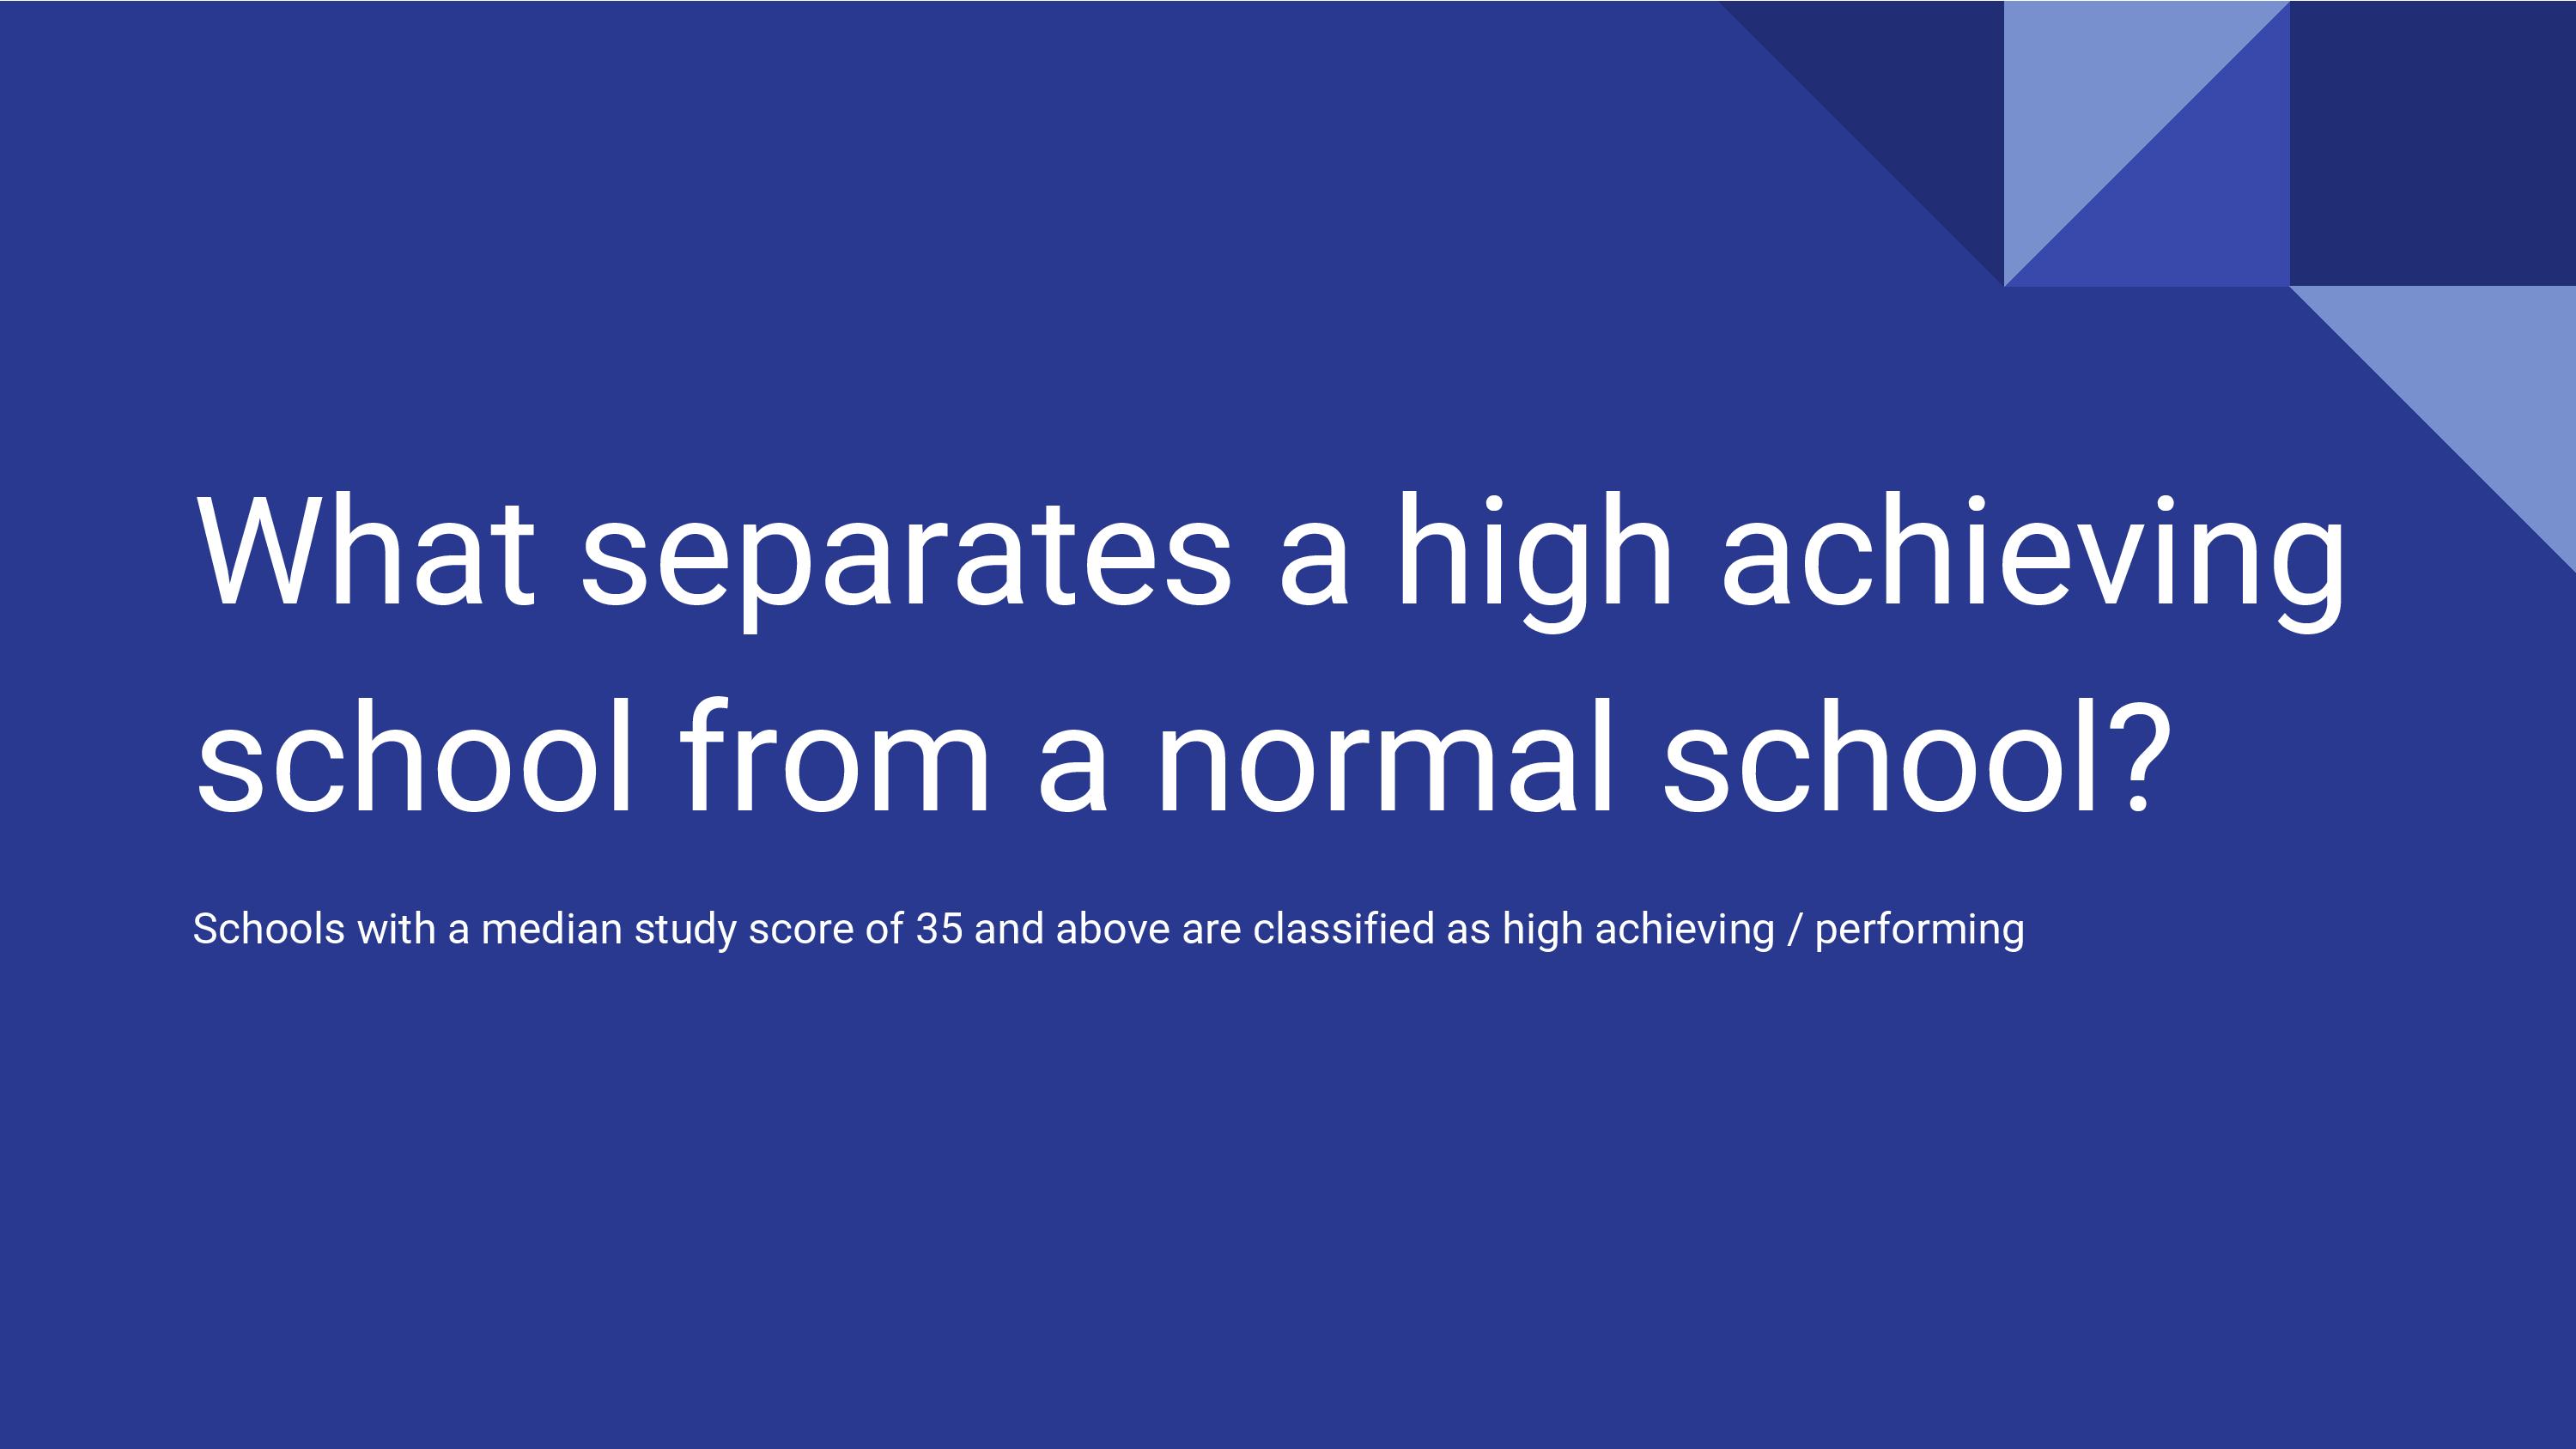 What separates a high achieving
school from a normal school?
Schools with a median study score of 35 and above are classified as high achieving / performing